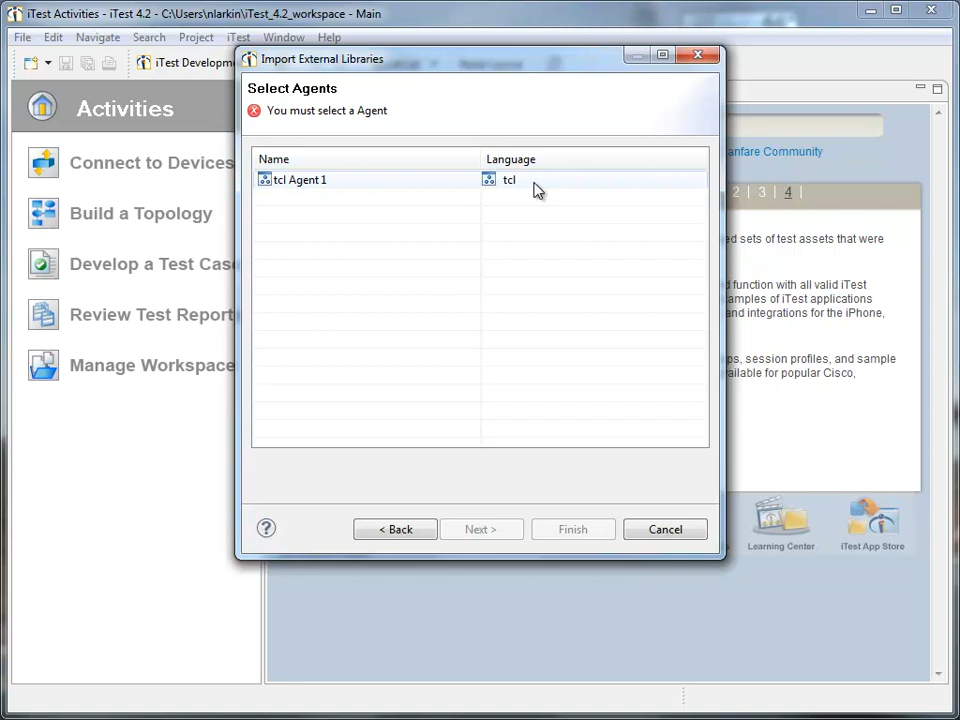 iTest Activities - iTest 4.2 - C:\Users\nlarkin\iTest_4.2_workspace - Main
File Edit Navigate Search Project iTest Window Help
iTest Developm
Import External Libraries
Select Agents
You must select a Agent
Name Language
tcl Agent 1 tcl
< Back Next > Finish Cancel
Activities
Connect to Devices
Build a Topology
Develop a Test Cas
Review Test Report
Manage Workspace
anfare Community
2 | 3 | 4 |
ed sets of test assets that were
d function with all valid iTest
amples of iTest applications
and integrations for the iPhone,
ps, session profiles, and sample
ailable for popular Cisco,
Learning Center iTest App Store